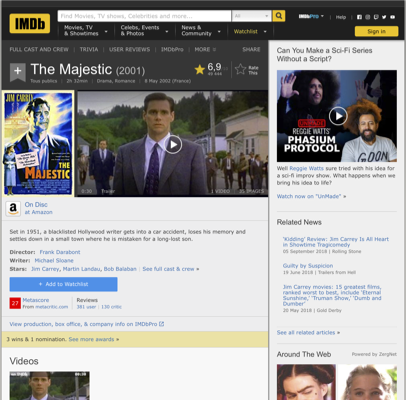 IMDb
Find Movies, TV shows, Celebrities and more...
All
IMDbPro
Help
Movies, TV & Showtimes
Celebs, Events & Photos
News & Community
Watchlist
Sign in
FULL CAST AND CREW | TRIVIA | USER REVIEWS | IMDbPro | MORE
SHARE
The Majestic (2001)
Tous publics | 2h 32min | Drama, Romance | 8 May 2002 (France)
6,9
Rate This
JIM CARREY
THE MAJESTIC
0:30 Trailer
1 VIDEO
IMAGES
On Disc
at Amazon
Set in 1951, a blacklisted Hollywood writer gets into a car accident, loses his memory and
settles down in a small town where he is mistaken for a long-lost son.
Director: Frank Darabont
Writer: Michael Sloane
Stars: Jim Carrey, Martin Landau, Bob Balaban | See full cast & crew »
+ Add to Watchlist
27 Metascore
From metacritic.com
Reviews
381 user | 130 critic
View production, box office, & company info on IMDbPro
3 wins & 1 nomination. See more awards »
Videos
Can You Make a Sci-Fi Series
Without a Script?
REGGIE WATTS'
PHASIUM
PROTOCOL
Well Reggie Watts sure tried with his idea
for a sci-fi improv show. What happens when we
bring his idea to life?
Watch now on "UnMade" »
Related News
'Kidding' Review: Jim Carrey Is All Heart
in Showtime Tragicomedy
05 September 2018 | Rolling Stone
Guilty by Suspicion
19 June 2018 | Trailers from Hell
Jim Carrey movies: 15 greatest films,
ranked worst to best, include 'Eternal
Sunshine,' 'Truman Show,' 'Dumb and
Dumber'
20 May 2018 | Gold Derby
See all related articles »
Around The Web
Powered by ZergNet